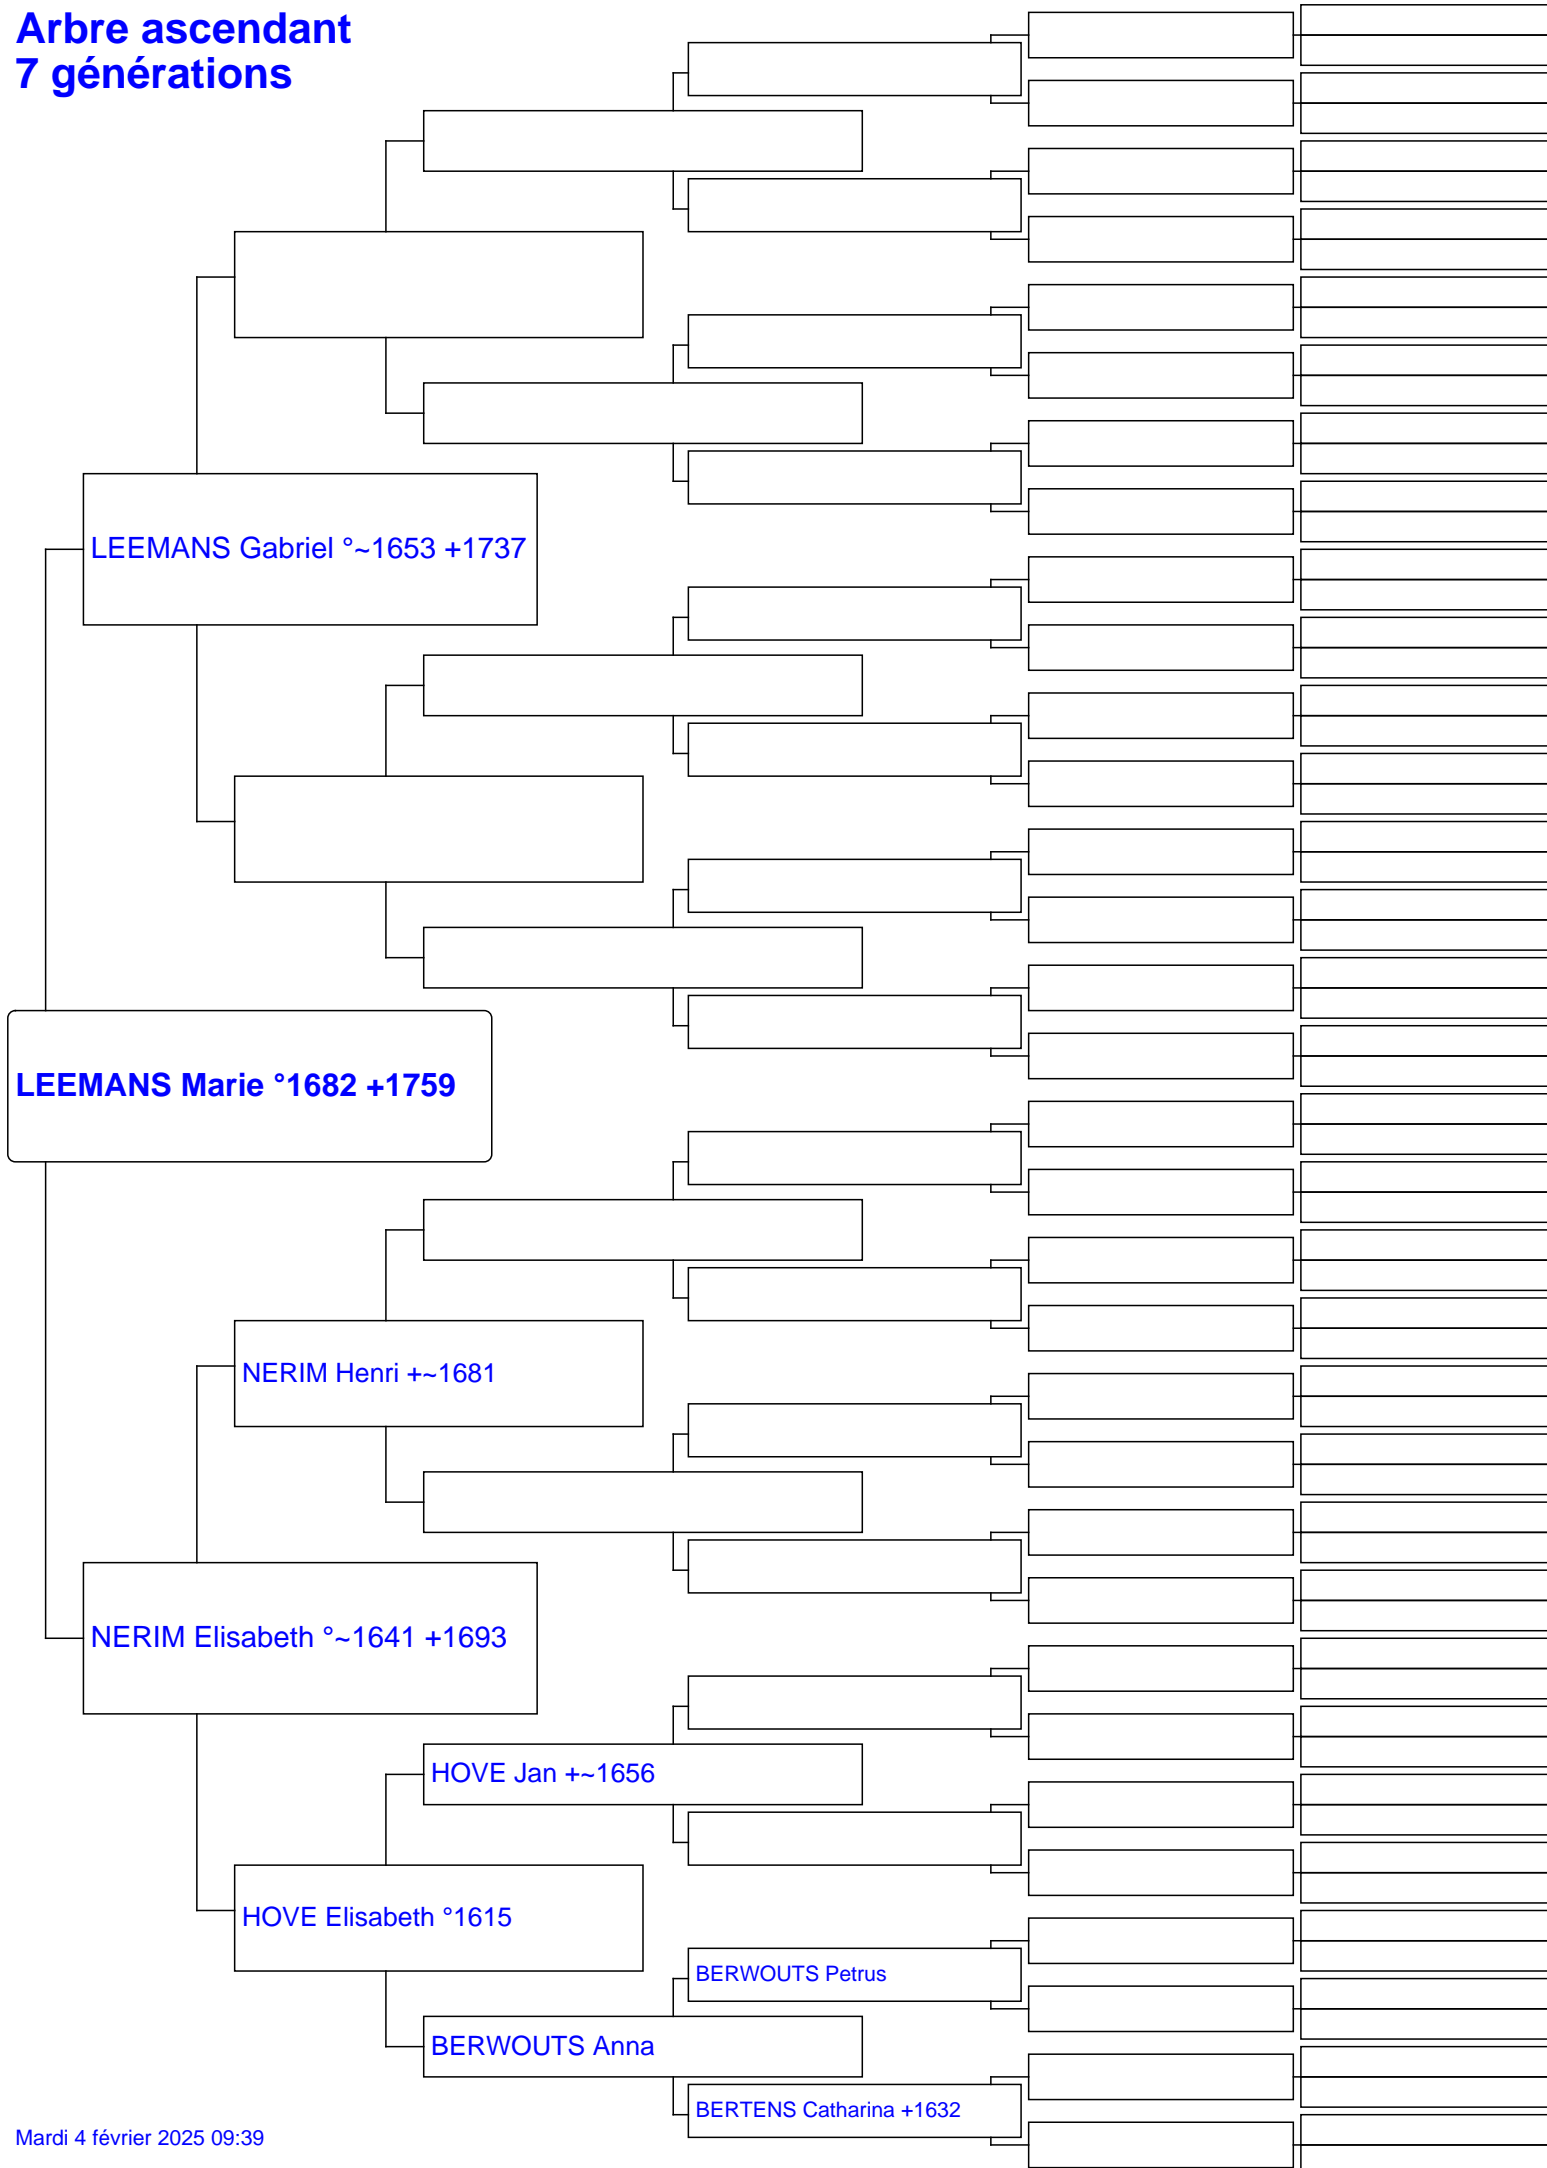 Arbre ascendant
7 générations
LEEMANS Gabriel °~1653 +1737
LEEMANS Marie °1682 +1759
NERIM Henri +~1681
NERIM Elisabeth °~1641 +1693
HOVE Jan +~1656
HOVE Elisabeth °1615
BERWOUTS Petrus
BERWOUTS Anna
BERTENS Catharina +1632
Mardi 4 février 2025 09:39